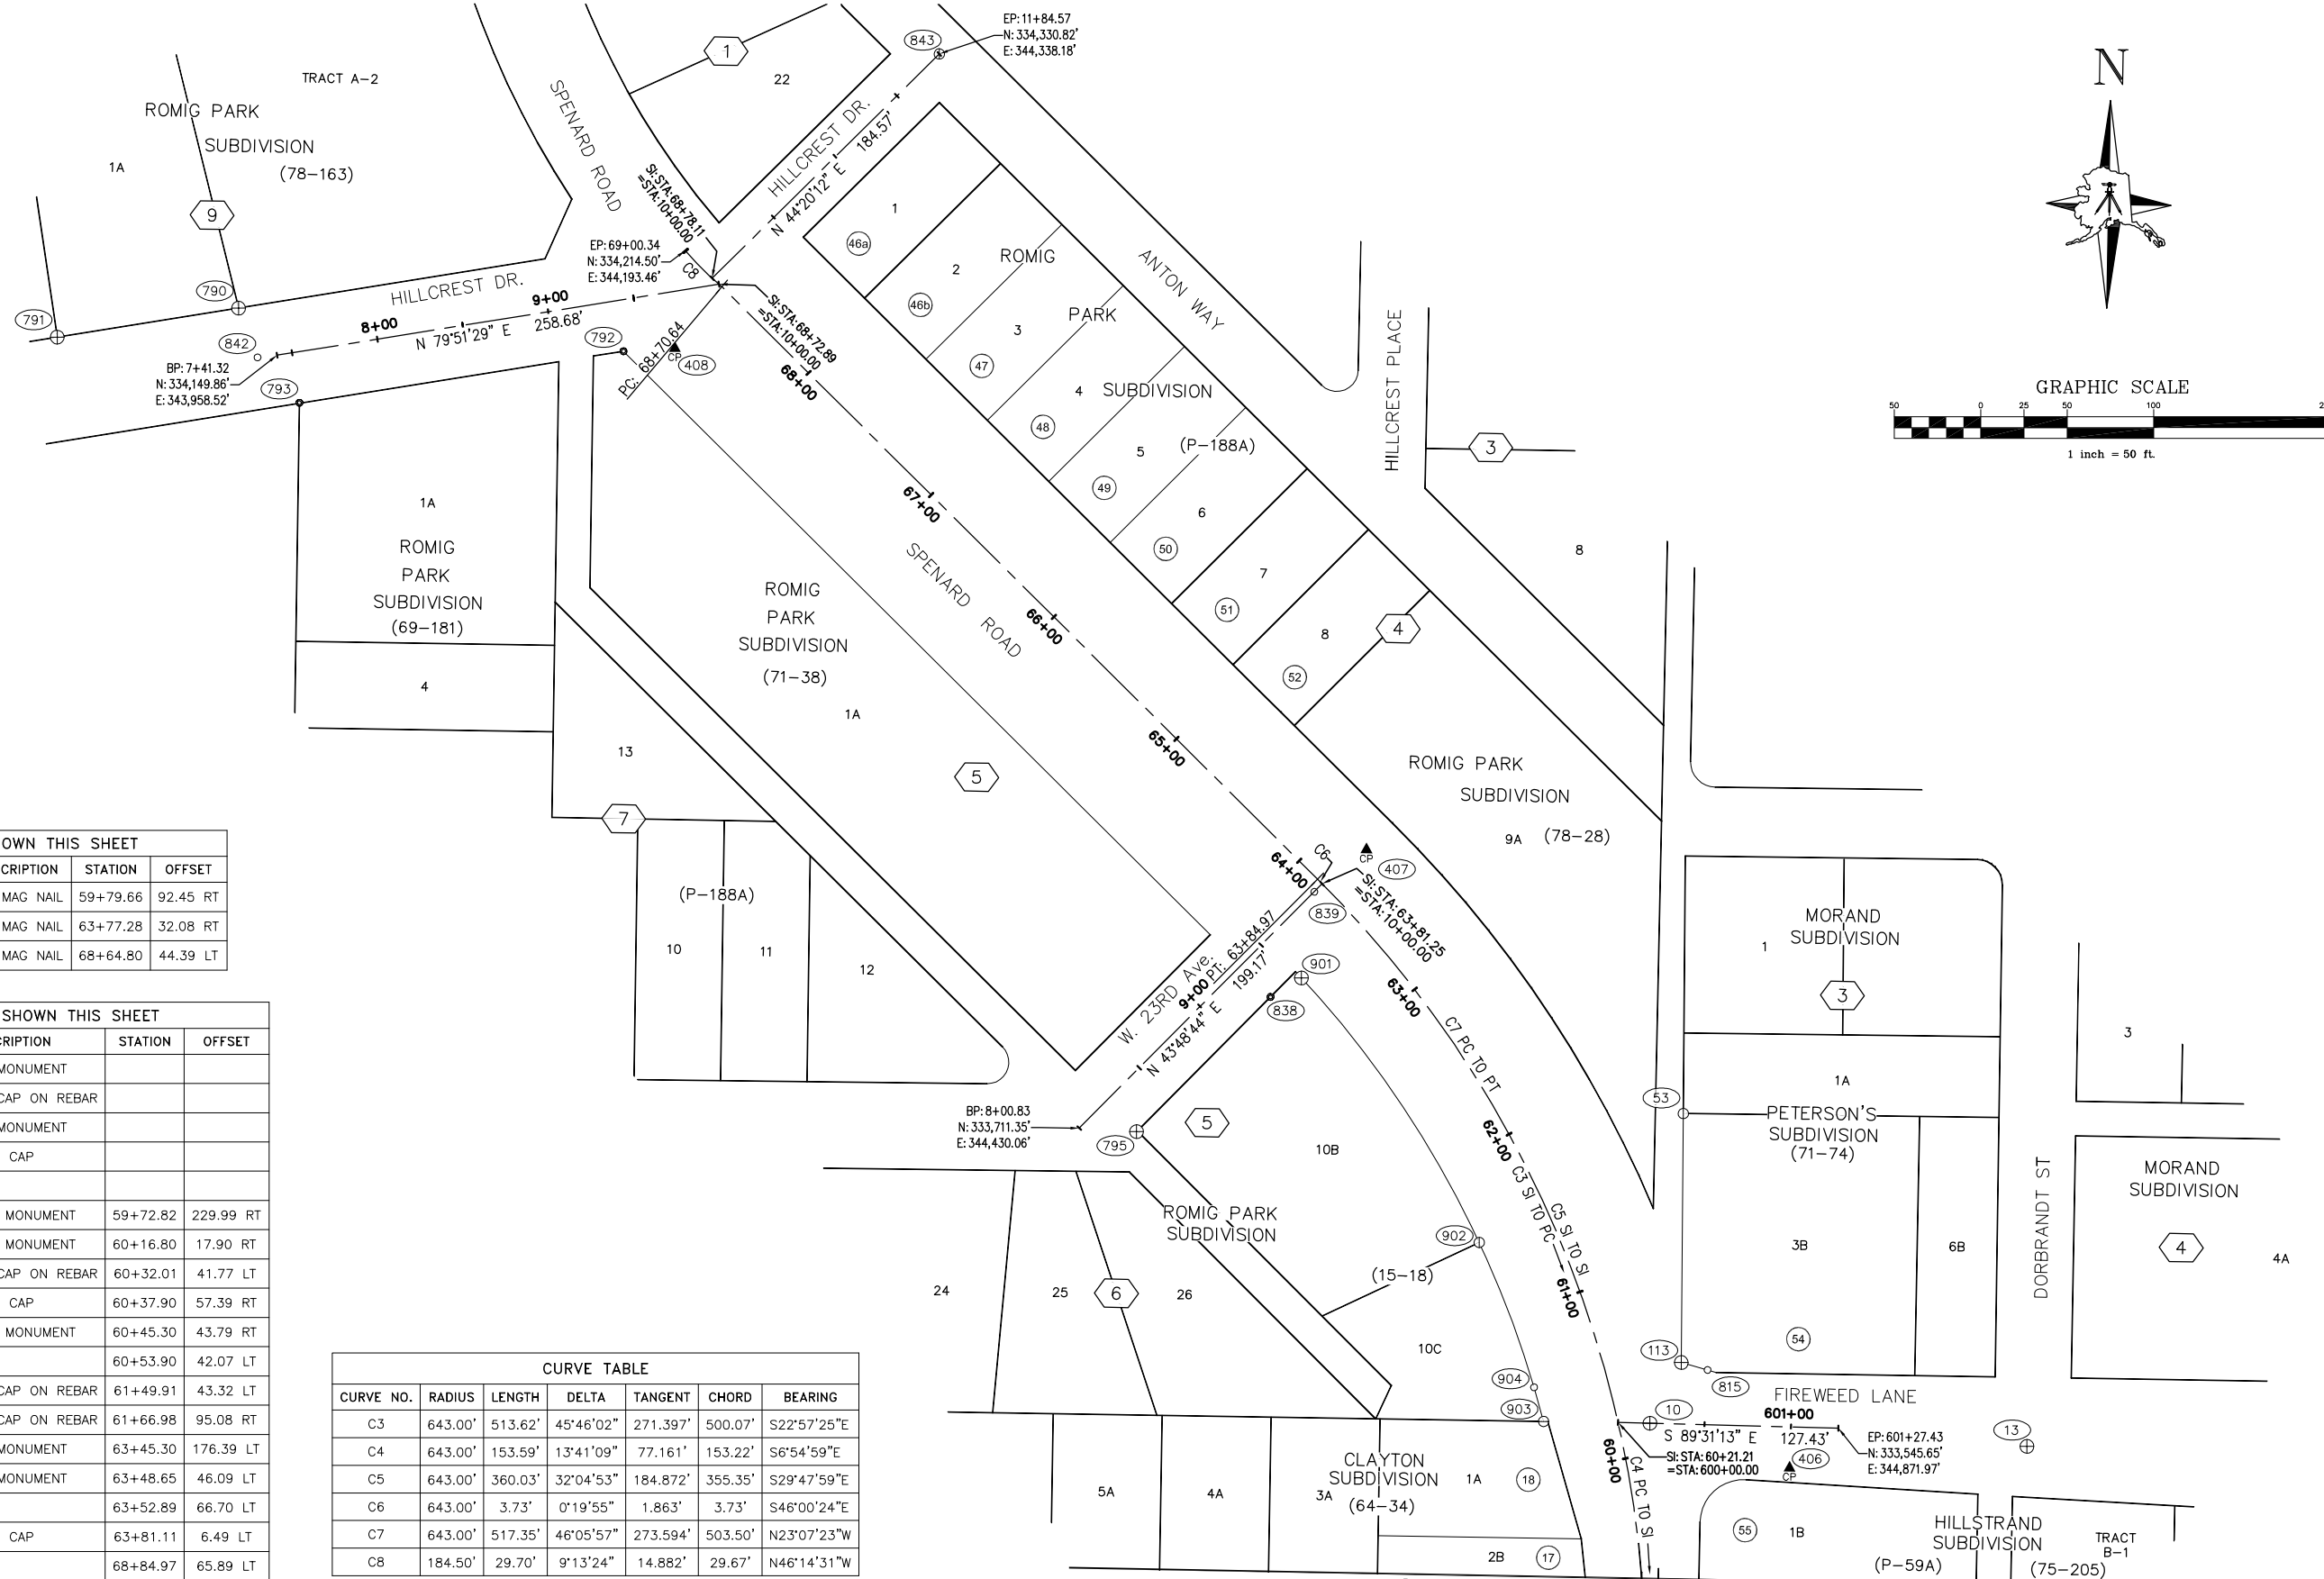 EP: 11+84.57
N: 334,330.82'
E: 344,338.18'
843
N
1
22
TRACT A-2
ROMIG PARK
SUBDIVISION
(78-163)
1A
9
SPENARD ROAD
HILLCREST DR.
N 44°20'12" E 184.57'
SI: STA: 68+78.11
=STA: 10+00.00
EP: 69+00.34
N: 334,214.50'
E: 344,193.46'
C8
SI: STA: 68+72.89
=STA: 10+00.00
PC: 68+70.64
791
790
842
793
792
CP
408
HILLCREST DR.
8+00
9+00
N 79°51'29" E 258.68'
BP: 7+41.32
N: 334,149.86'
E: 343,958.52'
1
46a
2
46b
3
47
4
48
5
49
6
50
7
51
8
52
ROMIG
PARK
SUBDIVISION
(P-188A)
4
ANTON WAY
HILLCREST PLACE
3
8
GRAPHIC SCALE
50
0
25
50
100
2
1 inch = 50 ft.
68+00
67+00
66+00
65+00
64+00
63+00
62+00
61+00
60+00
SPENARD ROAD
1A
ROMIG
PARK
SUBDIVISION
(69-181)
4
ROMIG
PARK
SUBDIVISION
(71-38)
1A
5
13
7
(P-188A)
10
11
12
ROMIG PARK
SUBDIVISION
9A (78-28)
C6
CP
407
SI: STA: 63+81.25
=STA: 10+00.00
839
901
838
W. 23RD Ave.
9+00
PT: 63+84.97
N 43°48'44" E 199.17'
BP: 8+00.83
N: 333,711.35'
E: 344,430.06'
795
5
10B
C7 PC TO PT
C3 SI TO PC
C5 SI TO SI
C4 PC TO SI
ROMIG PARK
SUBDIVISION
(15-18)
902
10C
904
903
24
25
6
26
5A
4A
3A
CLAYTON
SUBDIVISION
(64-34)
1A
18
2B
17
MORAND
SUBDIVISION
1
3
1A
53
PETERSON'S
SUBDIVISION
(71-74)
3B
6B
54
113
815
DORBRANDT ST
3
MORAND
SUBDIVISION
4
4A
FIREWEED LANE
10
601+00
S 89°31'13" E 127.43'
SI: STA: 60+21.21
=STA: 600+00.00
CP
406
EP: 601+27.43
N: 333,545.65'
E: 344,871.97'
13
55
1B
HILLSTRAND
SUBDIVISION
(P-59A)
(75-205)
TRACT
B-1
OWN THIS SHEET
CRIPTION STATION OFFSET
MAG NAIL 59+79.66 92.45 RT
MAG NAIL 63+77.28 32.08 RT
MAG NAIL 68+64.80 44.39 LT
SHOWN THIS SHEET
RIPTION STATION OFFSET
MONUMENT
CAP ON REBAR
MONUMENT
CAP
MONUMENT 59+72.82 229.99 RT
MONUMENT 60+16.80 17.90 RT
CAP ON REBAR 60+32.01 41.77 LT
CAP 60+37.90 57.39 RT
MONUMENT 60+45.30 43.79 RT
60+53.90 42.07 LT
CAP ON REBAR 61+49.91 43.32 LT
CAP ON REBAR 61+66.98 95.08 RT
MONUMENT 63+45.30 176.39 LT
MONUMENT 63+48.65 46.09 LT
63+52.89 66.70 LT
CAP 63+81.11 6.49 LT
68+84.97 65.89 LT
CURVE TABLE
CURVE NO. RADIUS LENGTH DELTA TANGENT CHORD BEARING
C3 643.00' 513.62' 45°46'02" 271.397' 500.07' S22°57'25"E
C4 643.00' 153.59' 13°41'09" 77.161' 153.22' S6°54'59"E
C5 643.00' 360.03' 32°04'53" 184.872' 355.35' S29°47'59"E
C6 643.00' 3.73' 0°19'55" 1.863' 3.73' S46°00'24"E
C7 643.00' 517.35' 46°05'57" 273.594' 503.50' N23°07'23"W
C8 184.50' 29.70' 9°13'24" 14.882' 29.67' N46°14'31"W